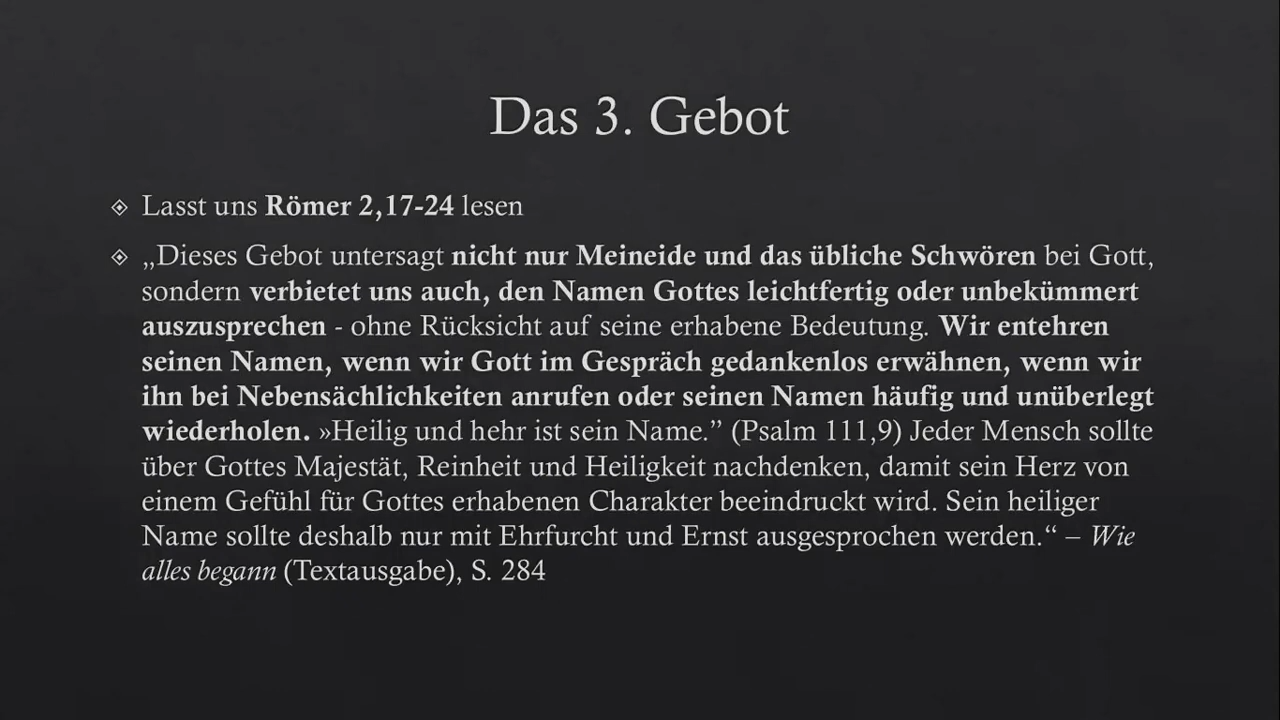 Das 3. Gebot
Lasst uns Römer 2,17-24 lesen
„Dieses Gebot untersagt nicht nur Meineide und das übliche Schwören bei Gott,
sondern verbietet uns auch, den Namen Gottes leichtfertig oder unbekümmert
auszusprechen - ohne Rücksicht auf seine erhabene Bedeutung. Wir entehren
seinen Namen, wenn wir Gott im Gespräch gedankenlos erwähnen, wenn wir
ihn bei Nebensächlichkeiten anrufen oder seinen Namen häufig und unüberlegt
wiederholen. »Heilig und hehr ist sein Name.” (Psalm 111,9) Jeder Mensch sollte
über Gottes Majestät, Reinheit und Heiligkeit nachdenken, damit sein Herz von
einem Gefühl für Gottes erhabenen Charakter beeindruckt wird. Sein heiliger
Name sollte deshalb nur mit Ehrfurcht und Ernst ausgesprochen werden.“ – Wie
alles begann (Textausgabe), S. 284